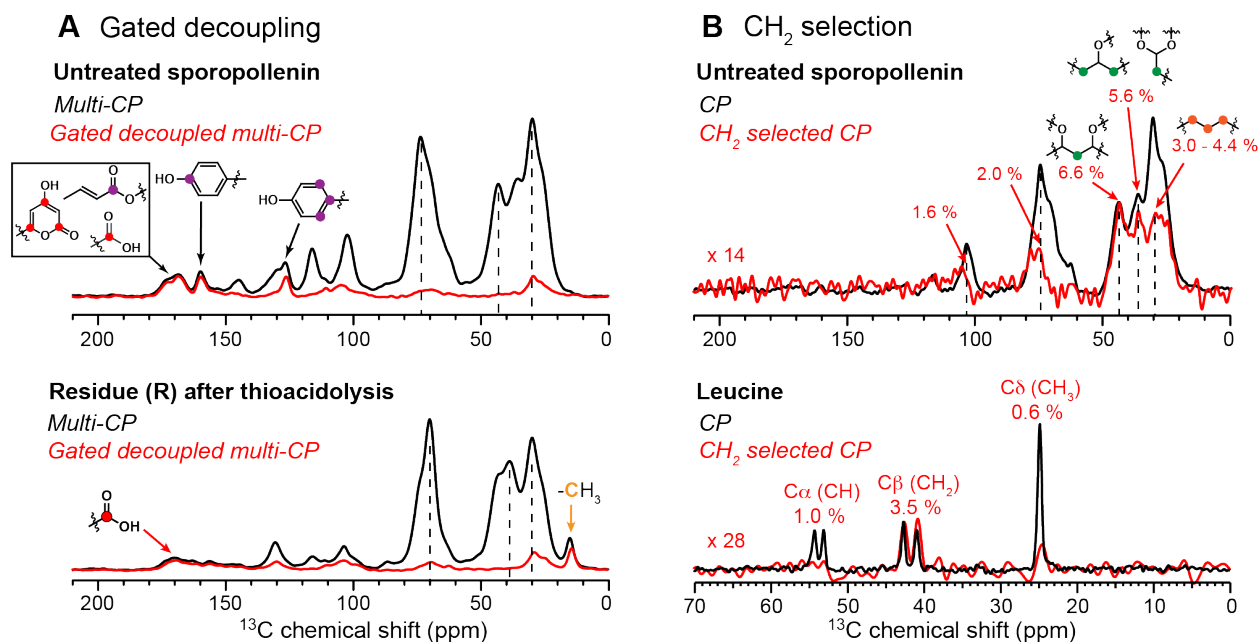 A Gated decoupling
Untreated sporopollenin
Multi-CP
Gated decoupled multi-CP
OH
O
O
O
O
O
OH
HO
HO
200 150 100 50 0
Residue (R) after thioacidolysis
Multi-CP
Gated decoupled multi-CP
O
OH
-CH₃
200 150 100 50 0
¹³C chemical shift (ppm)
B CH₂ selection
Untreated sporopollenin
CP
CH₂ selected CP
O
O O
5.6 %
O O
3.0 - 4.4 %
6.6 %
2.0 %
1.6 %
x 14
200 150 100 50 0
Leucine
CP
CH₂ selected CP
Cδ (CH₃)
0.6 %
Cα (CH)
1.0 %
Cβ (CH₂)
3.5 %
x 28
70 60 50 40 30 20 10 0
¹³C chemical shift (ppm)